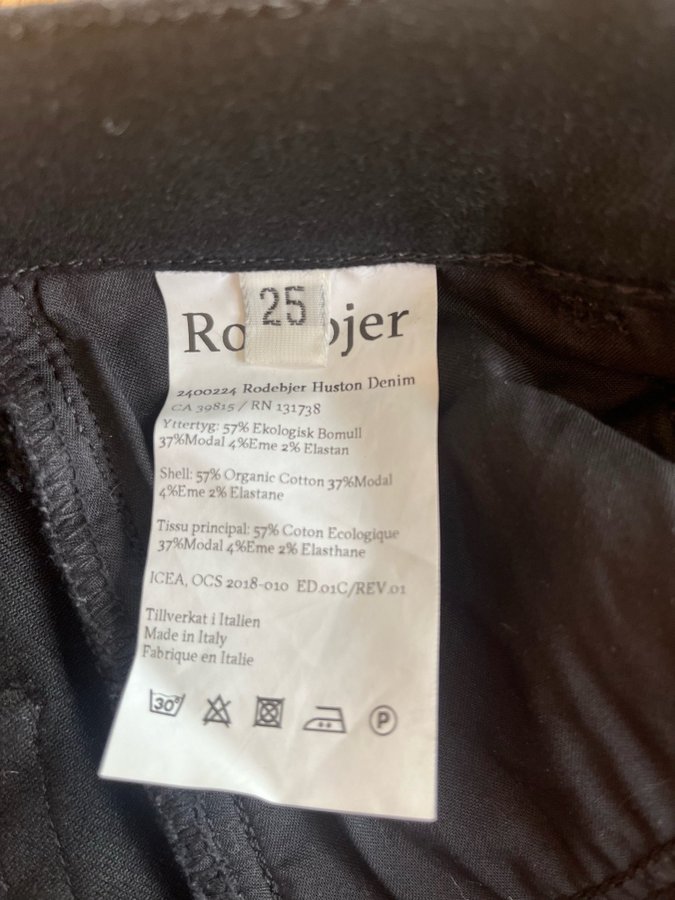 25
Ro jer
2400224 Rodebjer Huston Denim
CA 39815 / RN 131738
Yttertyg: 57% Ekologisk Bomull
37%Modal 4%Eme 2% Elastan
Shell: 57% Organic Cotton 37%Modal
4%Eme 2% Elastane
Tissu principal: 57% Coton Ecologique
37%Modal 4%Eme 2% Elasthane
ICEA, OCS 2018-010 ED.01C/REV.01
Tillverkat i Italien
Made in Italy
Fabrique en Italie
30° P